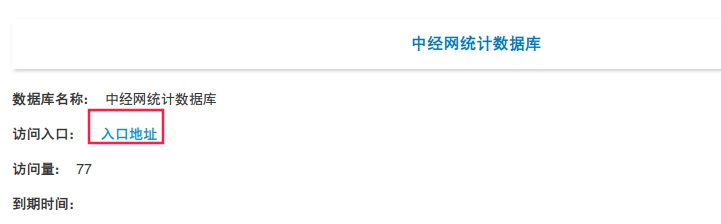 中经网统计数据库
数据库名称： 中经网统计数据库
访问入口： 入口地址
访问量： 77
到期时间：